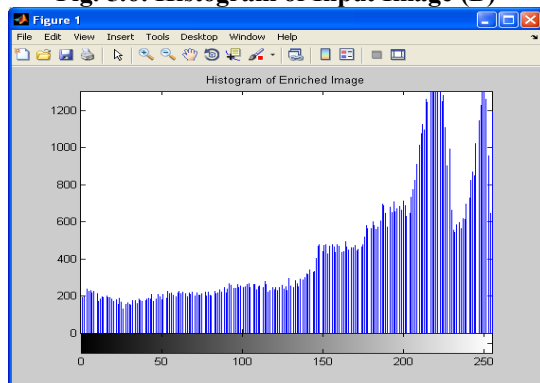 Fig. 5.6: Histogram of Input Image (B)
Figure 1
File Edit View Insert Tools Desktop Window Help
Histogram of Enriched Image
1200
1000
800
600
400
200
0
0 50 100 150 200 250